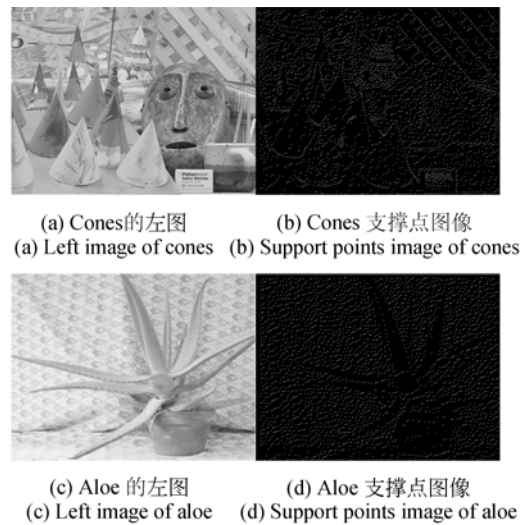 (a) Cones的左图
(b) Cones 支撑点图像
(a) Left image of cones
(b) Support points image of cones
(c) Aloe 的左图
(d) Aloe 支撑点图像
(c) Left image of aloe
(d) Support points image of aloe